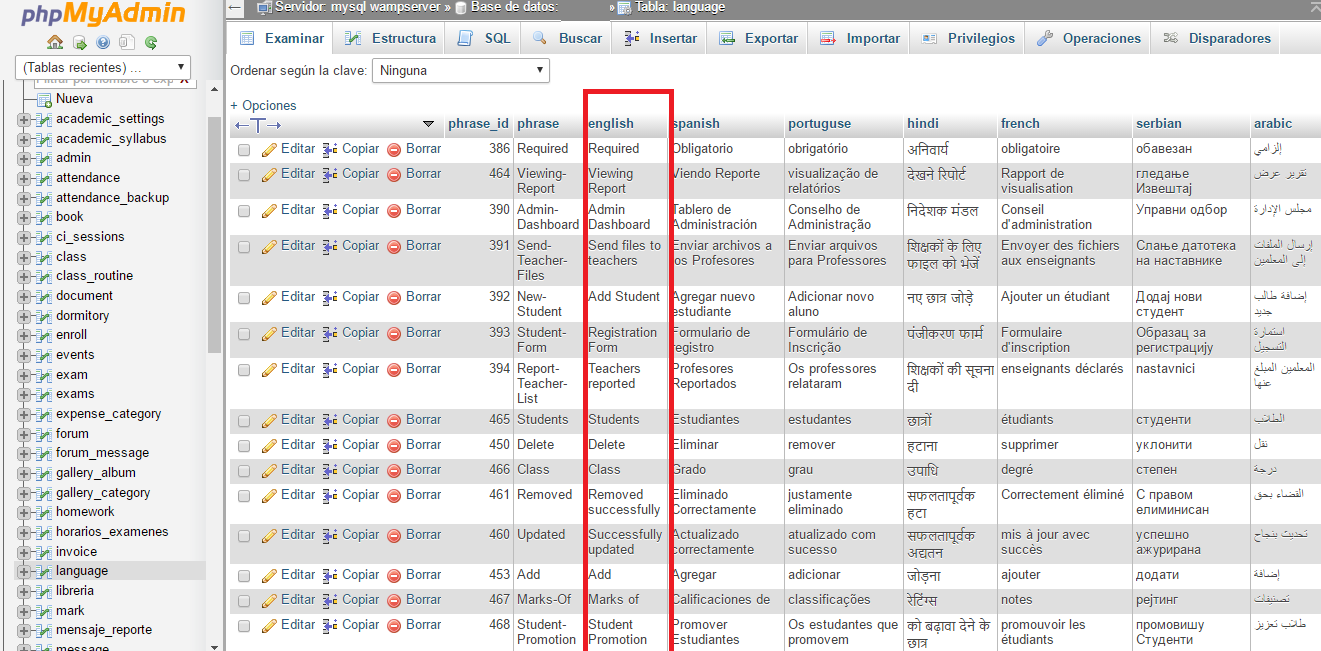 phpMyAdmin
Servidor: mysql wampserver » Base de datos: » Tabla: language
Examinar Estructura SQL Buscar Insertar Exportar Importar Privilegios Operaciones Disparadores
(Tablas recientes) ...
Nueva
academic_settings
academic_syllabus
admin
attendance
attendance_backup
book
ci_sessions
class
class_routine
document
dormitory
enroll
events
exam
exams
expense_category
forum
forum_message
gallery_album
gallery_category
homework
horarios_examenes
invoice
language
libreria
mark
mensaje_reporte
message
Ordenar según la clave: Ninguna
+ Opciones
phrase_id phrase english spanish portuguse hindi french serbian arabic
Editar Copiar Borrar 386 Required Required Obligatorio obrigatório अनिवार्य obligatoire обавезан إلزامي
Editar Copiar Borrar 464 Viewing- Viewing Viendo Reporte visualização de देखने रिपोर्ट Rapport de гледање تقرير عرض
Report Report relatórios visualisation Извештај
Editar Copiar Borrar 390 Admin- Admin Tablero de Conselho de निदेशक मंडल Conseil Управни одбор مجلس الإدارة
Dashboard Dashboard Administración Administração d'administration
Editar Copiar Borrar 391 Send- Send files to Enviar archivos a Enviar arquivos शिक्षकों के लिए Envoyer des fichiers Слање датотека إرسال الملفات
Teacher- teachers los Profesores para Professores फाइल को भेजें aux enseignants на наставнике إلى المعلمين
Files
Editar Copiar Borrar 392 New- Add Student Agregar nuevo Adicionar novo नए छात्र जोड़े Ajouter un étudiant Додај нови إضافة طالب
Student estudiante aluno студент جديد
Editar Copiar Borrar 393 Student- Registration Formulario de Formulário de पंजीकरण फार्म Formulaire Образац за استمارة
Form Form registro Inscrição d'inscription регистрацију التسجيل
Editar Copiar Borrar 394 Report- Teachers Profesores Os professores शिक्षकों की सूचना enseignants déclarés nastavnici المعلمين المبلغ
Teacher- reported Reportados relataram दी عنها
List
Editar Copiar Borrar 465 Students Students Estudiantes estudantes छात्रों étudiants студенти الطلاب
Editar Copiar Borrar 450 Delete Delete Eliminar remover हटाना supprimer уклонити نقل
Editar Copiar Borrar 466 Class Class Grado grau उपाधि degré степен درجة
Editar Copiar Borrar 461 Removed Removed Eliminado justamente सफलतापूर्वक Correctement éliminé С правом القضاء بحق
successfully Correctamente eliminado हटा елиминисан
Editar Copiar Borrar 460 Updated Successfully Actualizado atualizado com सफलतापूर्वक mis à jour avec успешно تحديث بنجاح
updated correctamente sucesso अद्यतन succès ажурирана
Editar Copiar Borrar 453 Add Add Agregar adicionar जोड़ना ajouter додати إضافة
Editar Copiar Borrar 467 Marks-Of Marks of Calificaciones de classificações रेटिंग्स notes рејтинг تصنيفات
Editar Copiar Borrar 468 Student- Student Promover Os estudantes que को बढ़ावा देने के promouvoir les промовишу طلاب تعزيز
Promotion Promotion Estudiantes promovem छात्र étudiants Студенти